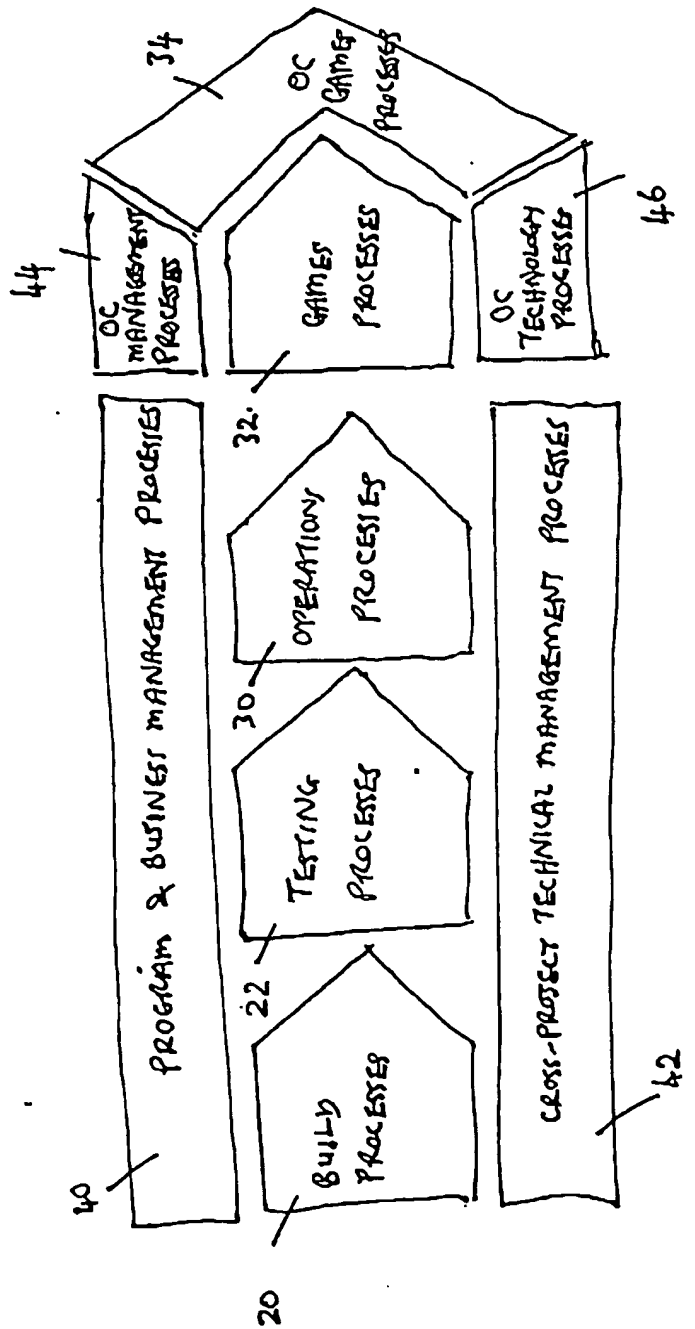 40
PROGRAM & BUSINESS MANAGEMENT PROCESSES
44
OC
MANAGEMENT
PROCESSES
34
OC
GAMES
PROCESSES
20
BUILD
PROCESSES
22
TESTING
PROCESSES
30
OPERATIONS
PROCESSES
32.
GAMES
PROCESSES
CROSS-PROJECT TECHNICAL MANAGEMENT PROCESSES
42
OC
TECHNOLOGY
PROCESSES
46